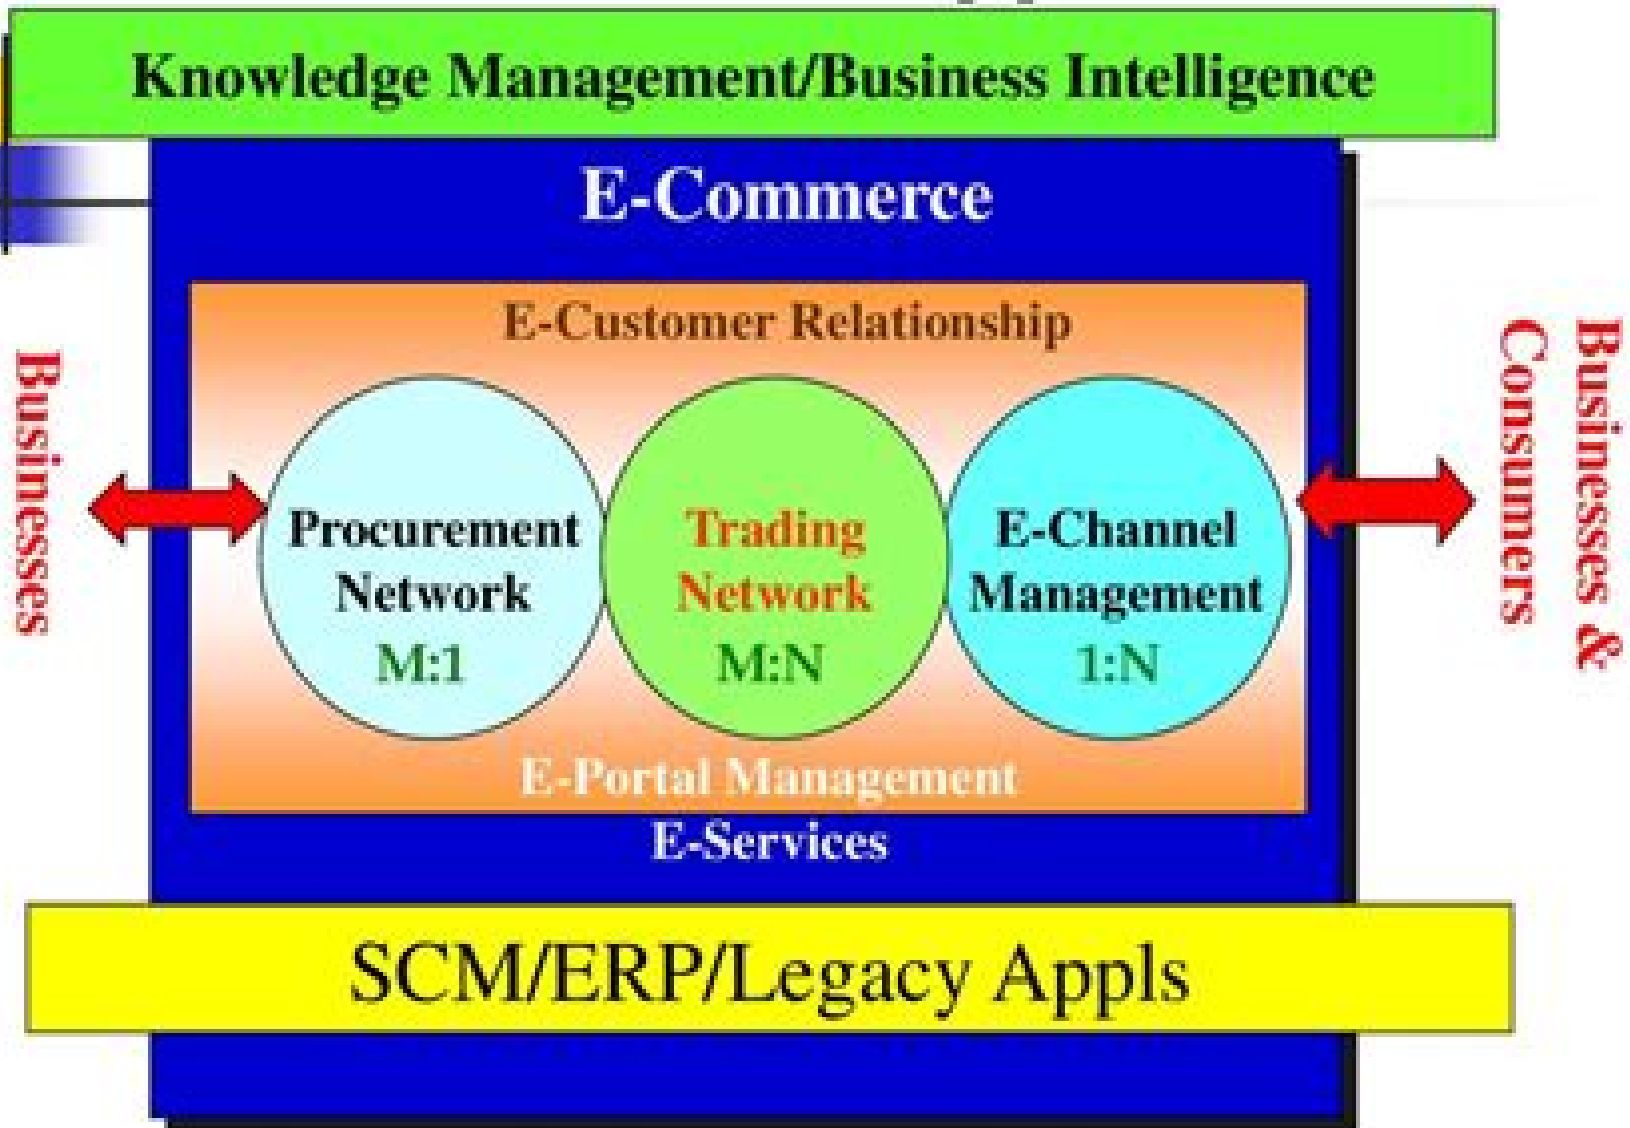 Knowledge Management/Business Intelligence
E-Commerce
E-Customer Relationship
Businesses
Procurement
Network
M:1
Trading
Network
M:N
E-Channel
Management
1:N
Businesses &
Consumers
E-Portal Management
E-Services
SCM/ERP/Legacy Appls